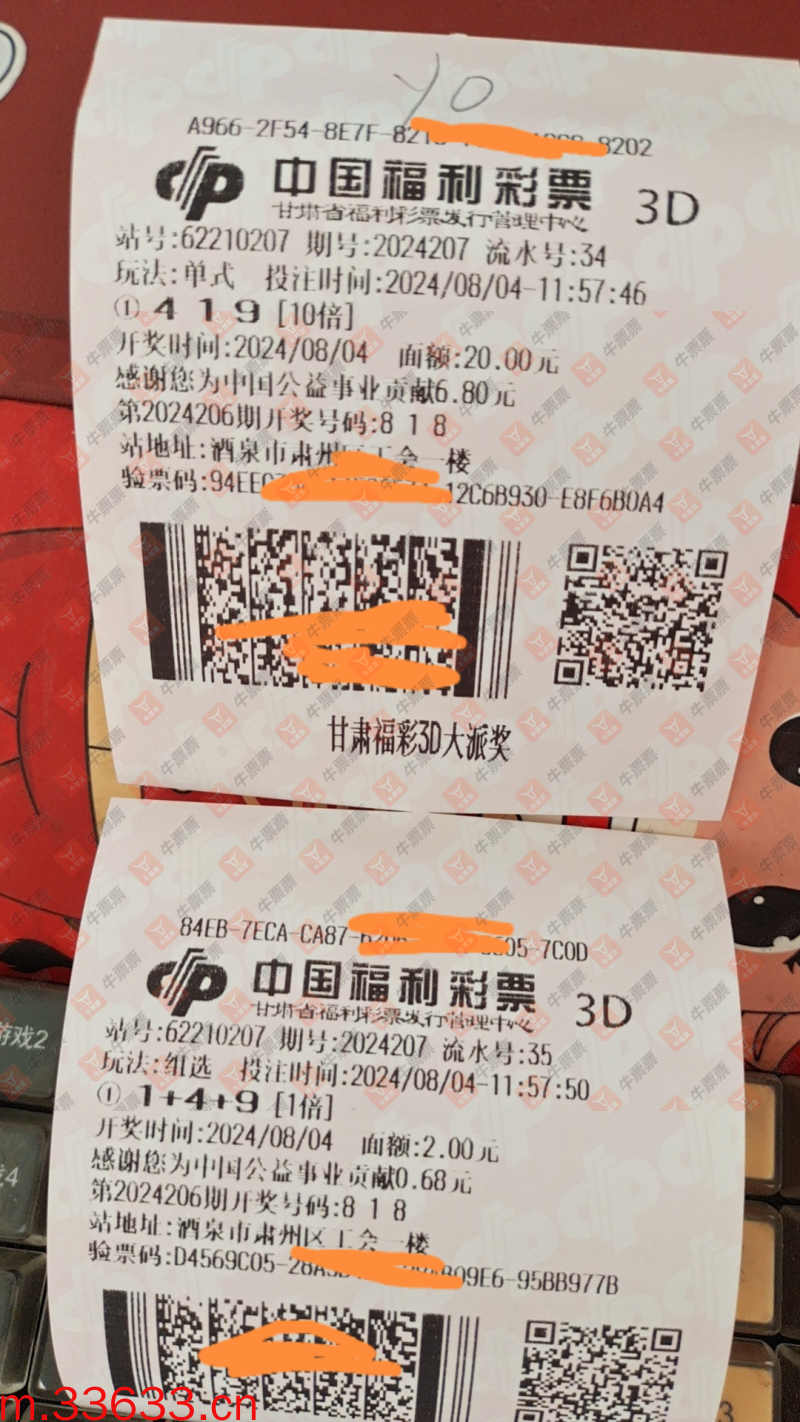 YO
A966-2F54-8E7F-821 8202
中国福利彩票 3D
甘肃省福利彩票发行管理中心
站号:62210207 期号:2024207 流水号:34
玩法:单式 投注时间:2024/08/04-11:57:46
① 4 1 9 [10倍]
开奖时间:2024/08/04 面额:20.00元
感谢您为中国公益事业贡献6.80元
第2024206期开奖号码:8 1 8
站地址:酒泉市肃州区工会一楼
验票码:94EE 12C6B930-E8F6B0A4
甘肃福彩3D大派奖
84EB-7ECA-CA87- 05-7C0D
中国福利彩票 3D
甘肃省福利彩票发行管理中心
站号:62210207 期号:2024207 流水号:35
玩法:组选 投注时间:2024/08/04-11:57:50
① 1+4+9 [1倍]
开奖时间:2024/08/04 面额:2.00元
感谢您为中国公益事业贡献0.68元
第2024206期开奖号码:8 1 8
站地址:酒泉市肃州区工会一楼
验票码:D4569C05-28A 09E6-95BB977B
游戏2
4
3
牛票票
m.33633.cn